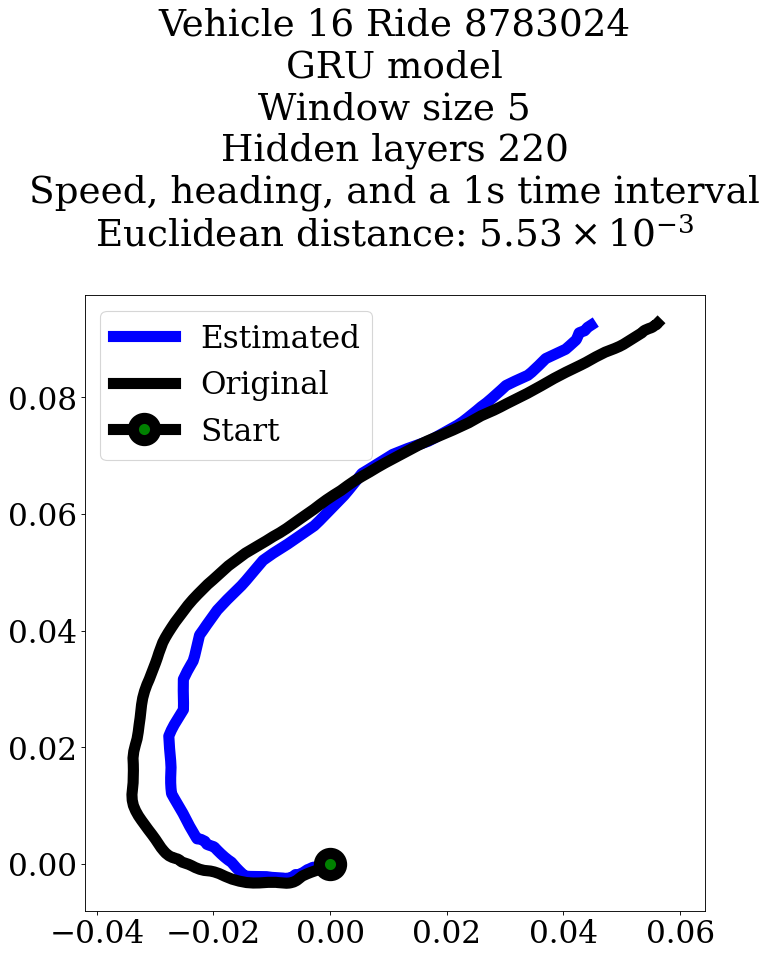 Vehicle 16 Ride 8783024
GRU model
Window size 5
Hidden layers 220
Speed, heading, and a 1s time interval
Euclidean distance: 5.53 × 10⁻³
Estimated
Original
Start
0.08
0.06
0.04
0.02
0.00
−0.04 −0.02 0.00 0.02 0.04 0.06